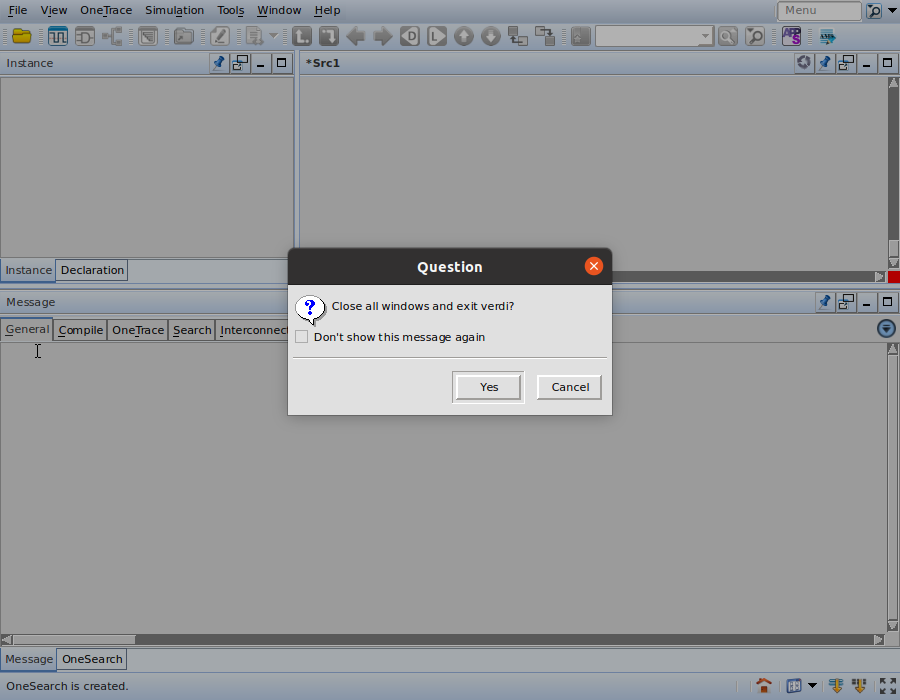 File View OneTrace Simulation Tools Window Help Menu
Instance
*Src1
Instance Declaration
Question
Close all windows and exit verdi?
Don't show this message again
Yes Cancel
Message
General Compile OneTrace Search Interconnect
Message OneSearch
OneSearch is created.